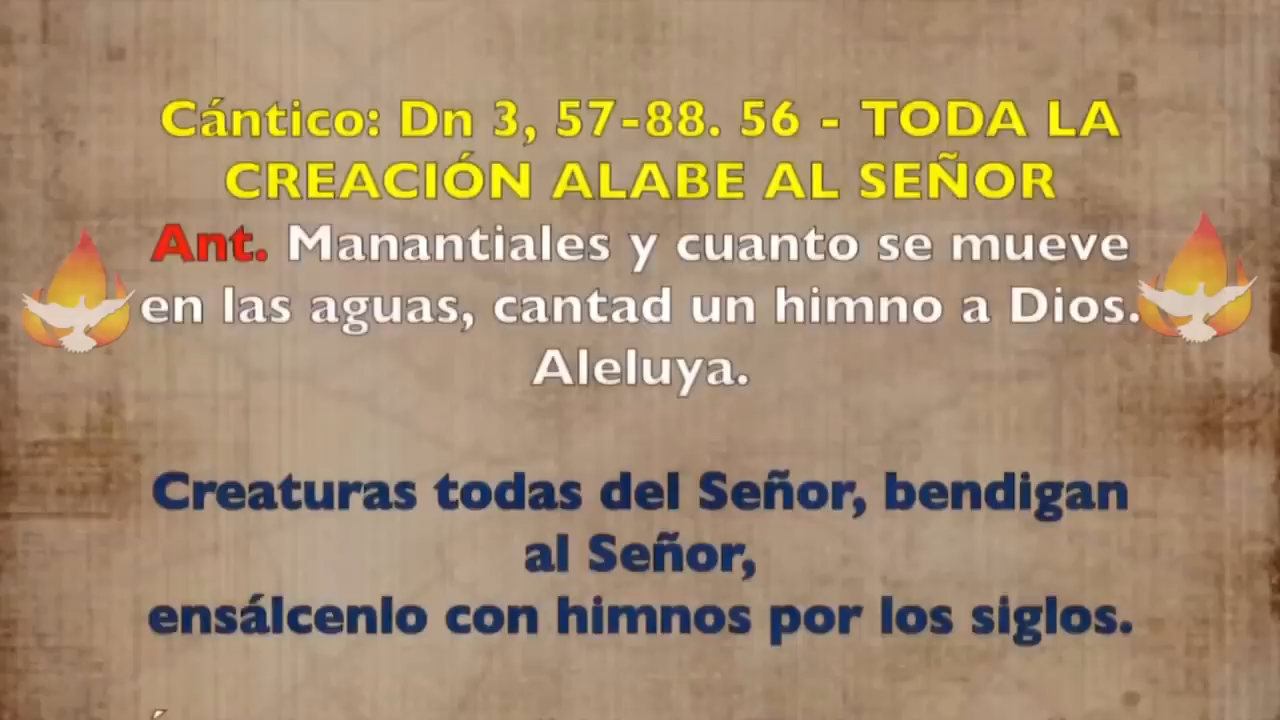 Cántico: Dn 3, 57-88. 56 - TODA LA
CREACIÓN ALABE AL SEÑOR
Ant. Manantiales y cuanto se mueve
en las aguas, cantad un himno a Dios.
Aleluya.
Creaturas todas del Señor, bendigan
al Señor,
ensálcenlo con himnos por los siglos.